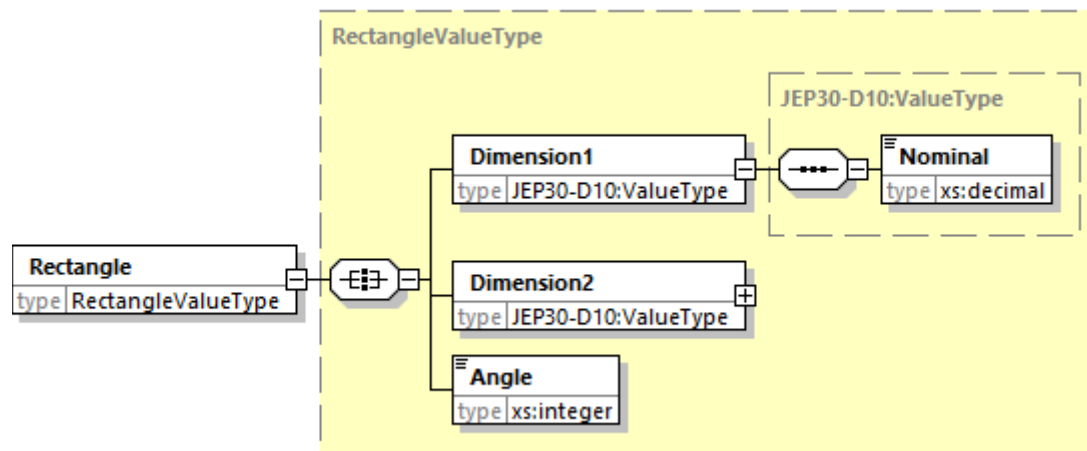 RectangleValueType
JEP30-D10:ValueType
Dimension1
type JEP30-D10:ValueType
Nominal
type xs:decimal
Rectangle
type RectangleValueType
Dimension2
type JEP30-D10:ValueType
Angle
type xs:integer